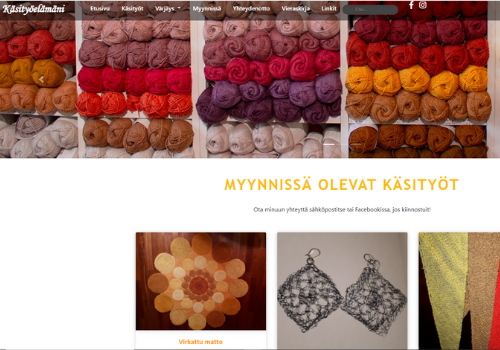 Käsityöelämäni
Etusivu Käsityöt Värjäys Myynnissä Yhteydenotto Vieraskirja Linkit
MYYNNISSÄ OLEVAT KÄSITYÖT
Ota minuun yhteyttä sähköpostitse tai Facebookissa, jos kiinnostuit!
Virkattu matto